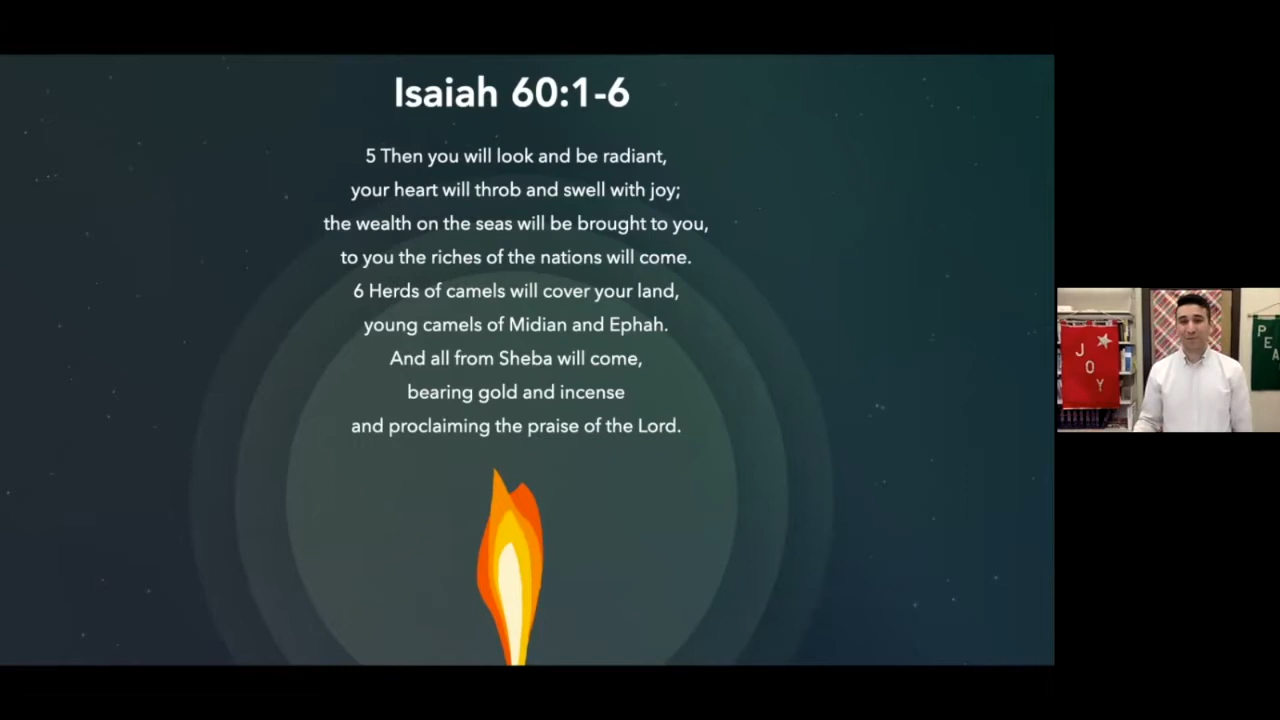 Isaiah 60:1-6
5 Then you will look and be radiant,
your heart will throb and swell with joy;
the wealth on the seas will be brought to you,
to you the riches of the nations will come.
6 Herds of camels will cover your land,
young camels of Midian and Ephah.
And all from Sheba will come,
bearing gold and incense
and proclaiming the praise of the Lord.
JOY
PEA